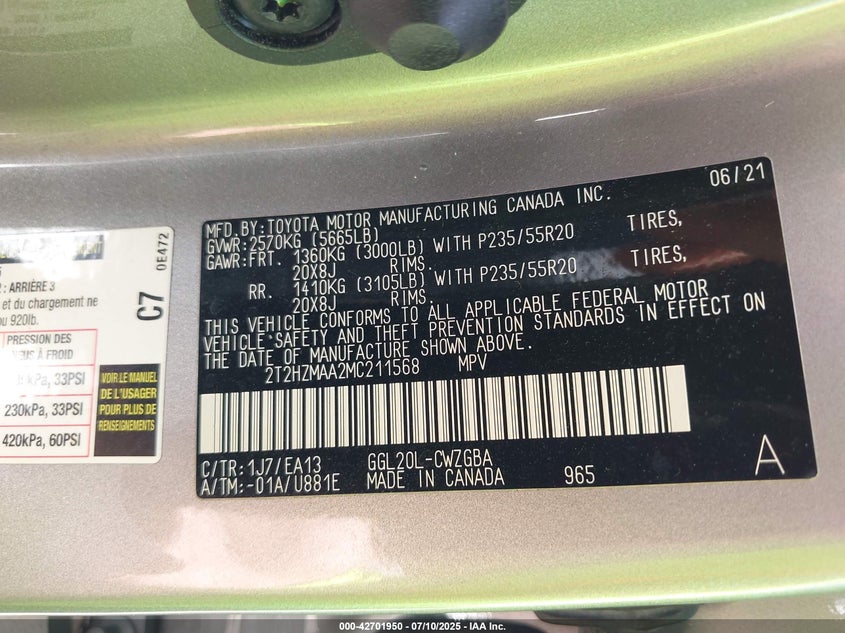 06/21
MFD.BY:TOYOTA MOTOR MANUFACTURING CANADA INC.
GVWR:2570KG (5665LB)
GAWR:FRT. 1360KG (3000LB) WITH P235/55R20 TIRES,
20X8J RIMS.
RR. 1410KG (3105LB) WITH P235/55R20 TIRES,
20X8J RIMS.
THIS VEHICLE CONFORMS TO ALL APPLICABLE FEDERAL MOTOR
VEHICLE SAFETY AND THEFT PREVENTION STANDARDS IN EFFECT ON
THE DATE OF MANUFACTURE SHOWN ABOVE.
2T2HZMAA2MC211568 MPV
C/TR:1J7/EA13 GGL20L-CWZGBA
A/TM:-01A/U881E MADE IN CANADA 965
A
: ARRIÈRE 3
et du chargement ne
920lb.
C7
0E472
PRESSION DES
À FROID
33PSI
230kPa, 33PSI
420kPa, 60PSI
VOIR LE MANUEL
DE L'USAGER
POUR PLUS DE
RENSEIGNEMENTS
000-42701950 - 07/10/2025 - IAA Inc.